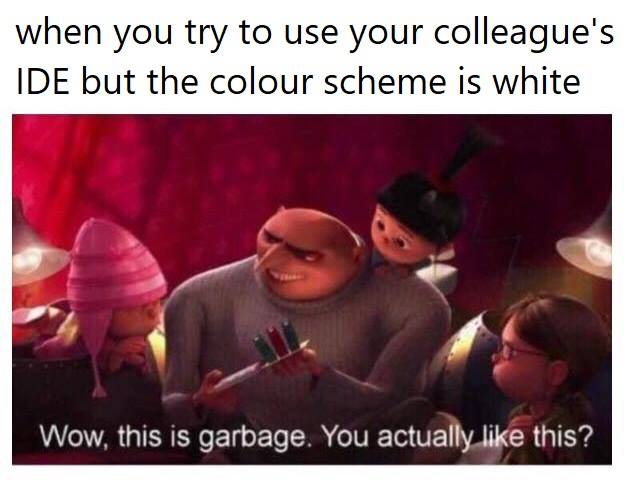 when you try to use your colleague's
IDE but the colour scheme is white
Wow, this is garbage. You actually like this?